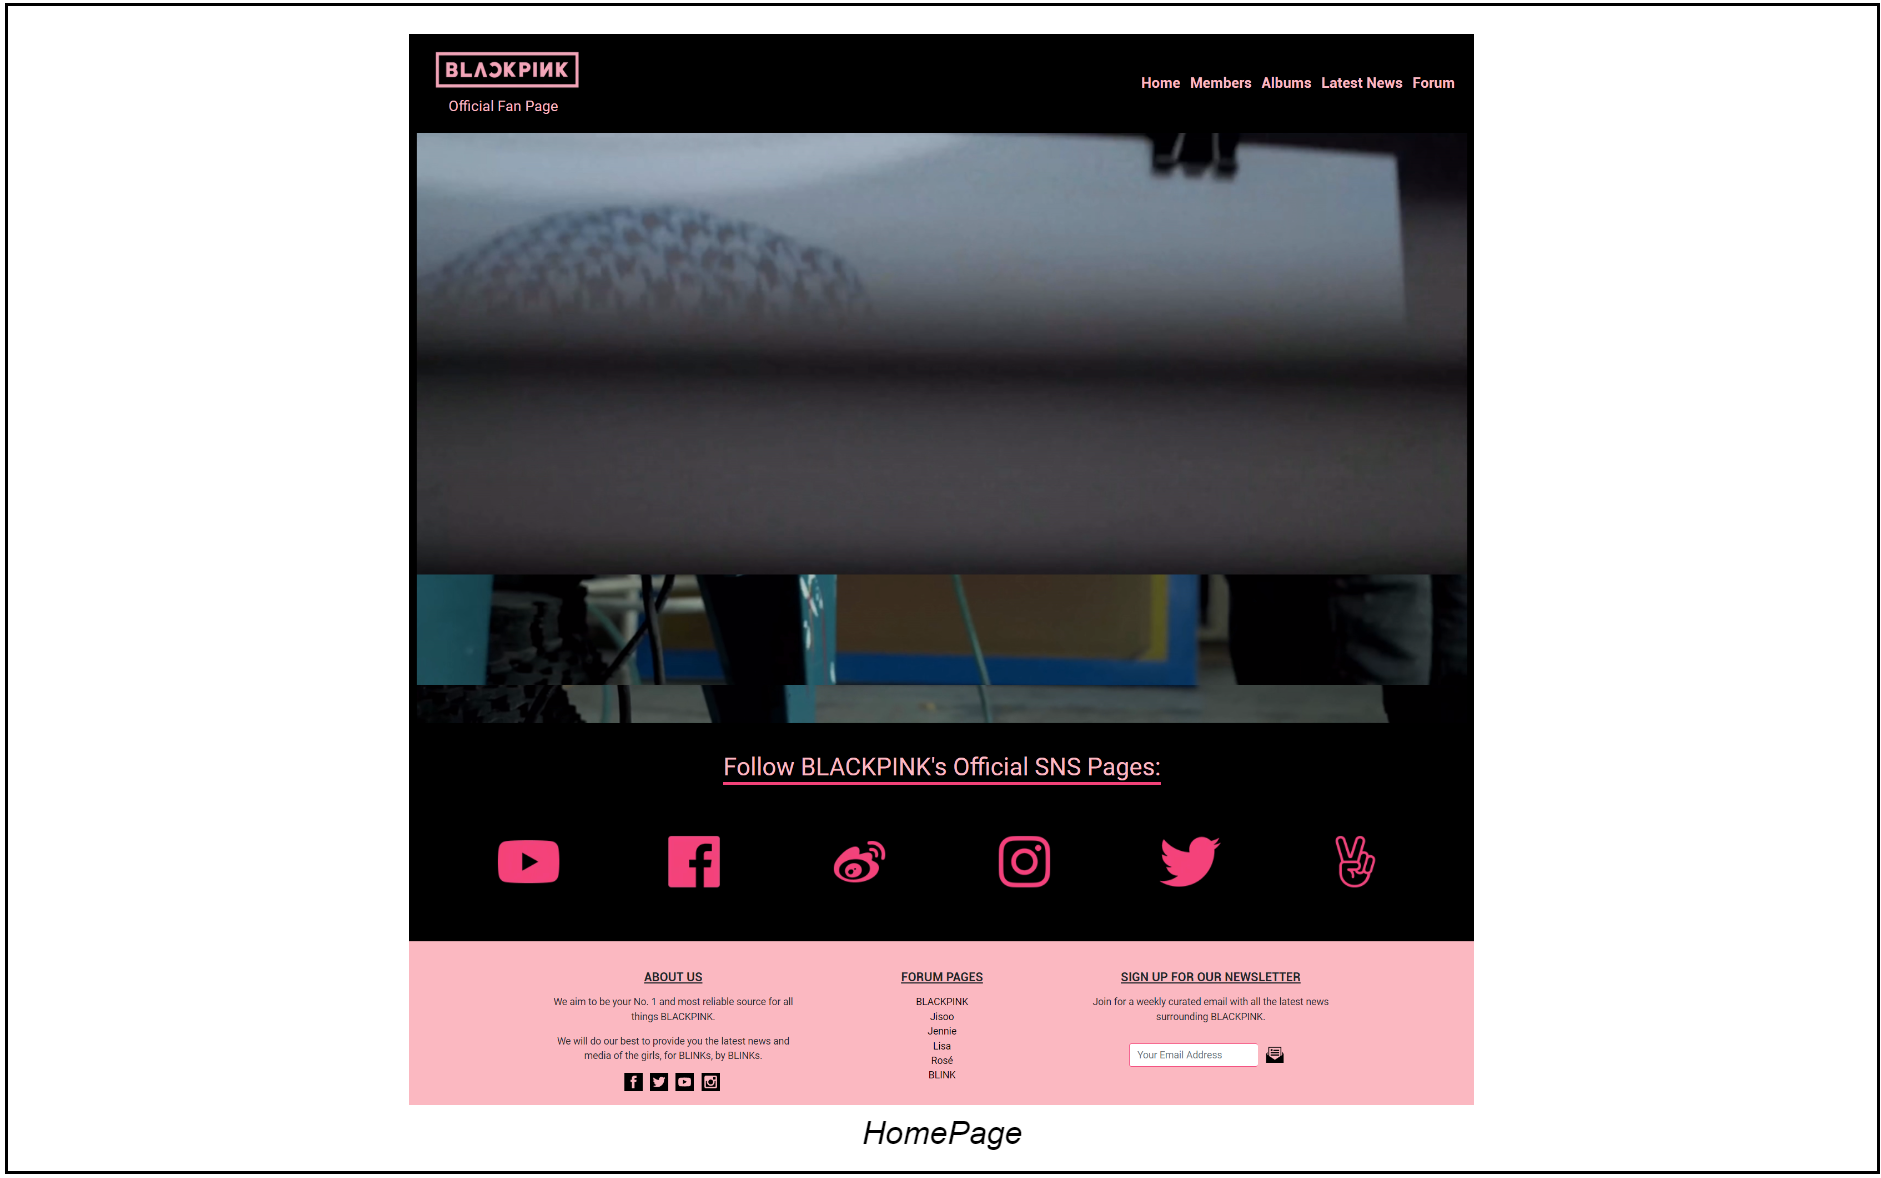 BLACKPINK
Official Fan Page
Home Members Albums Latest News Forum
Follow BLACKPINK's Official SNS Pages:
ABOUT US
We aim to be your No. 1 and most reliable source for all
things BLACKPINK.
We will do our best to provide you the latest news and
media of the girls, for BLINKs, by BLINKs.
FORUM PAGES
BLACKPINK
Jisoo
Jennie
Lisa
Rosé
BLINK
SIGN UP FOR OUR NEWSLETTER
Join for a weekly curated email with all the latest news
surrounding BLACKPINK.
Your Email Address
HomePage